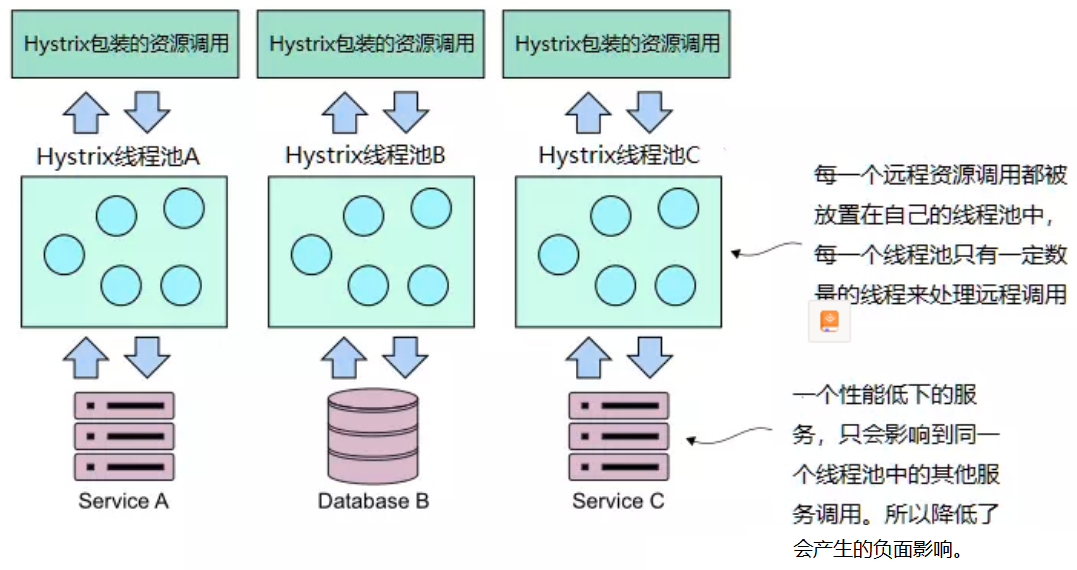 Hystrix包装的资源调用
Hystrix包装的资源调用
Hystrix包装的资源调用
Hystrix线程池A
Hystrix线程池B
Hystrix线程池C
每一个远程资源调用都被
放置在自己的线程池中，
每一个线程池只有一定数
量的线程来处理远程调用
一个性能低下的服
务，只会影响到同一
个线程池中的其他服
务调用。所以降低了
会产生的负面影响。
Service A
Database B
Service C